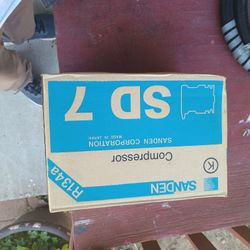 SD 7
SANDEN CORPORATION
MADE IN JAPAN
Compressor
K
SANDEN
R134a